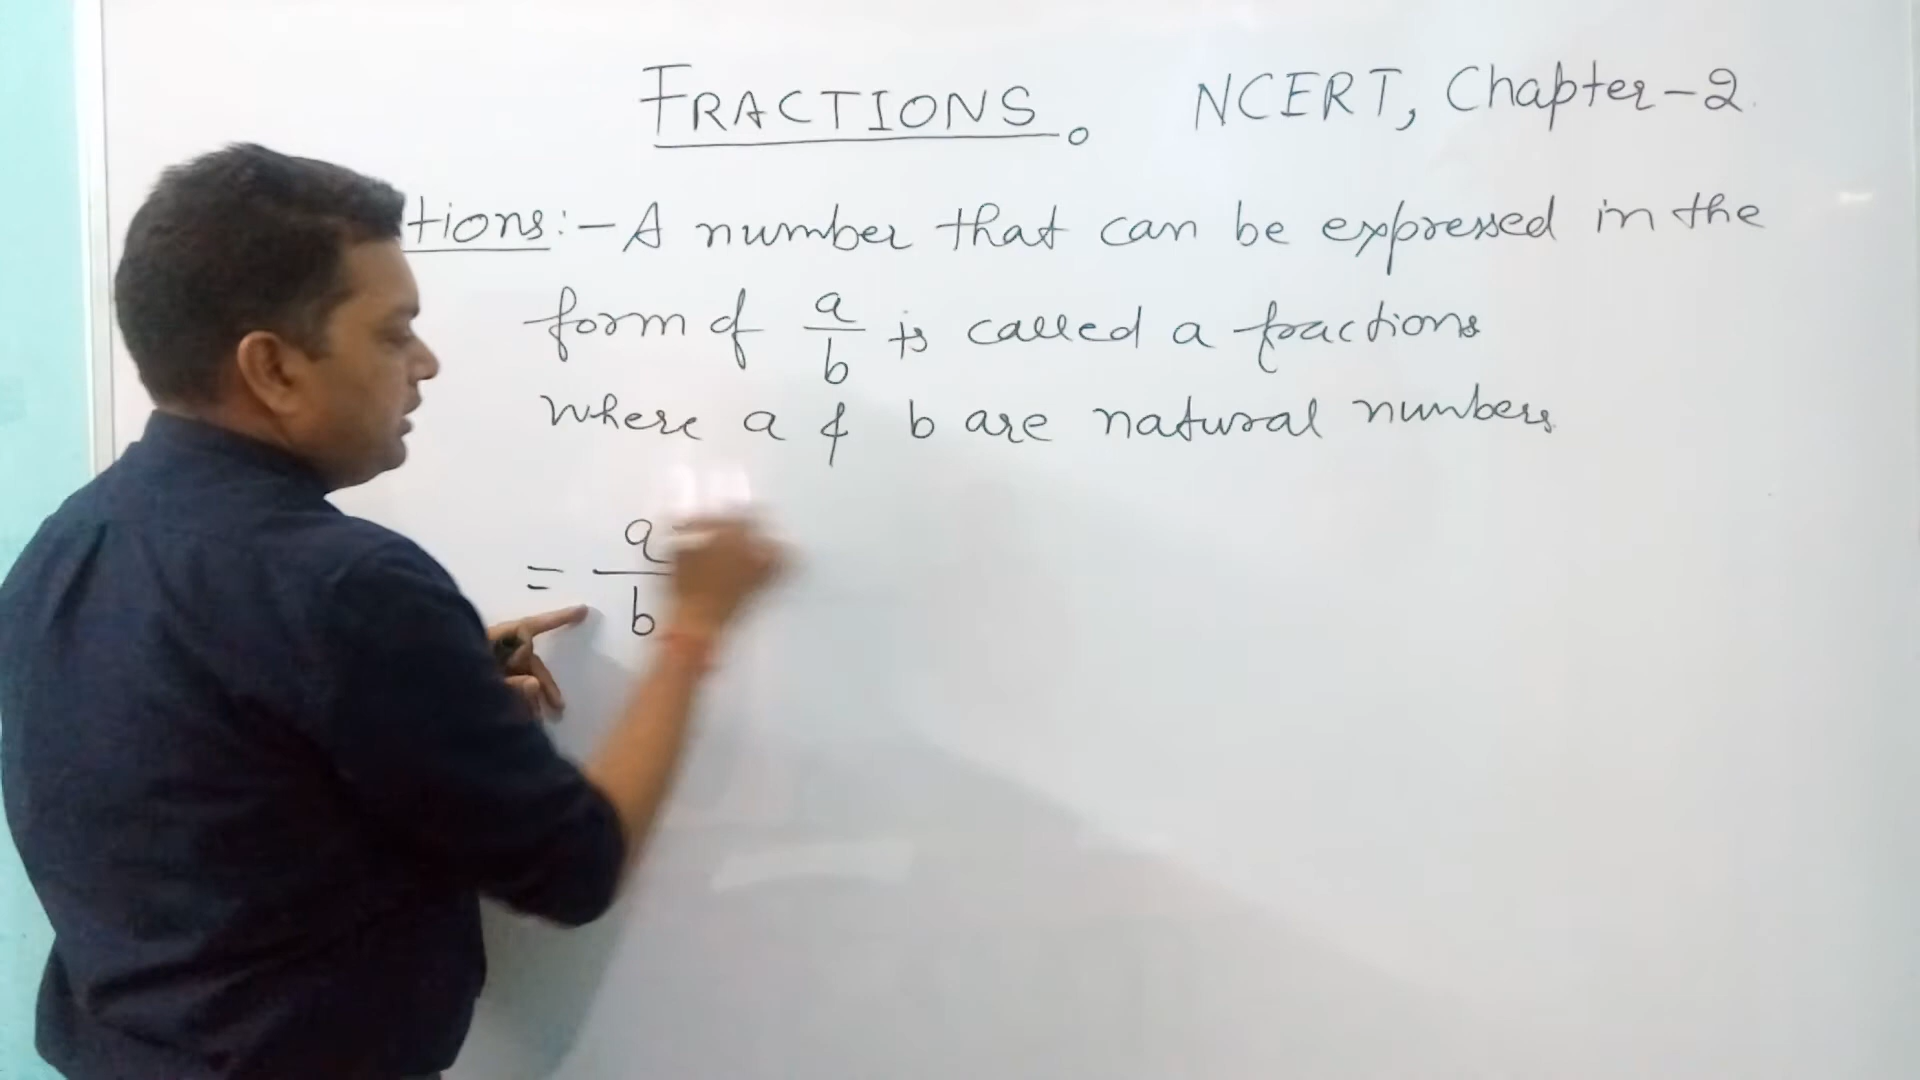 FRACTIONS. NCERT, Chapter-2.
tions:- A number that can be expressed in the
form of a/b is called a fractions
where a & b are natural numbers
= a/b